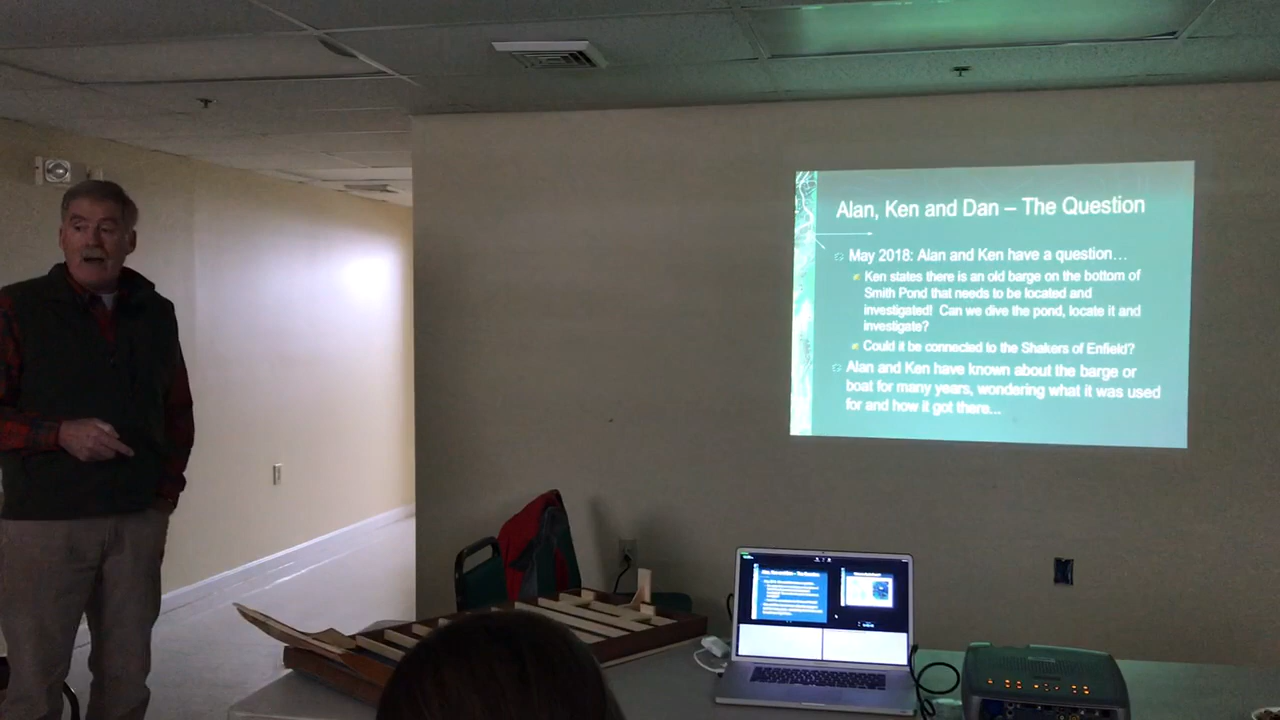 Alan, Ken and Dan – The Question
May 2018: Alan and Ken have a question…
Ken states there is an old barge on the bottom of
Smith Pond that needs to be located and
investigated! Can we dive the pond, locate it and
investigate?
Could it be connected to the Shakers of Enfield?
Alan and Ken have known about the barge or
boat for many years, wondering what it was used
for and how it got there...